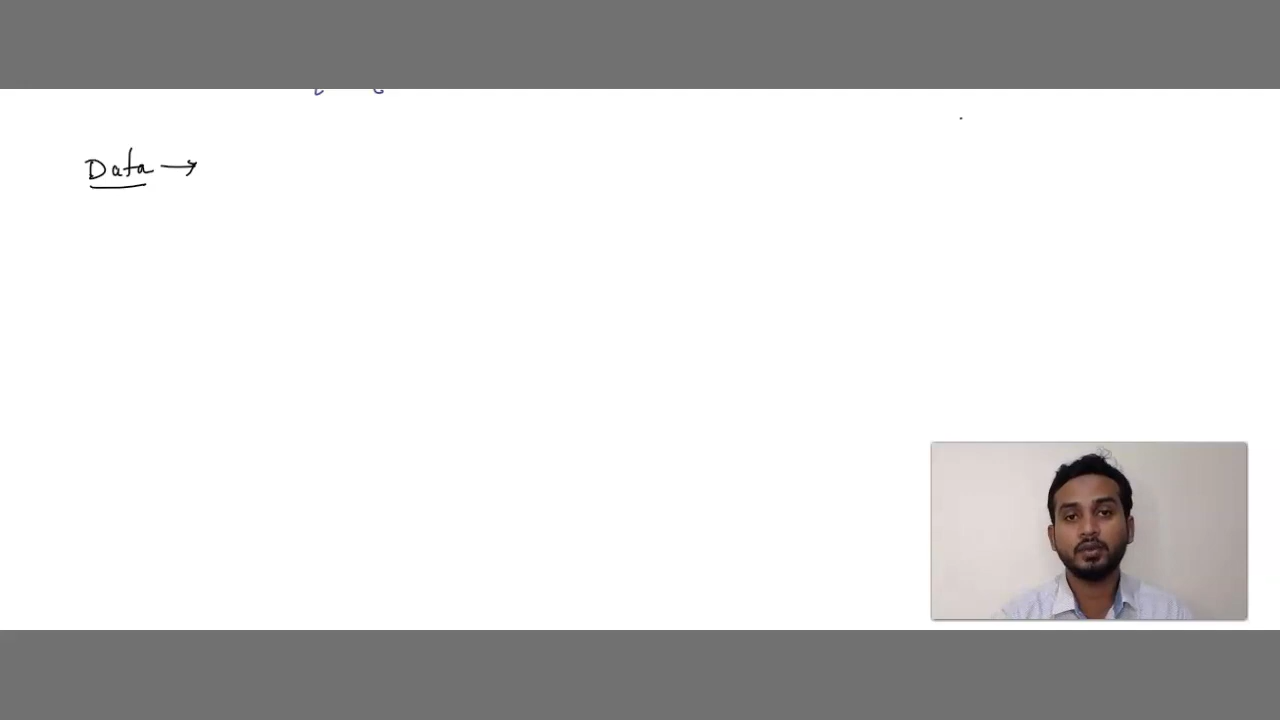 Data →